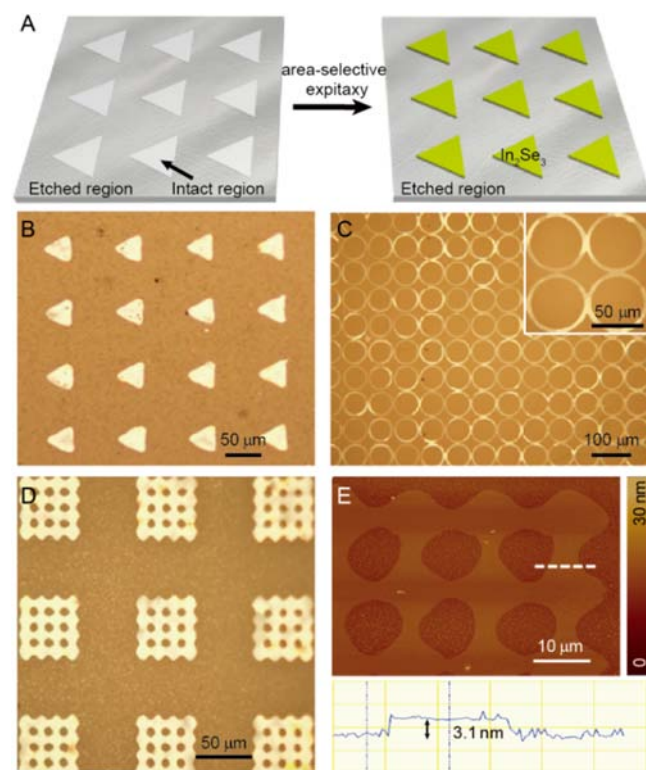 A
area-selective
expitaxy
In2Se3
Etched region
Intact region
Etched region
B
50 μm
C
50 μm
100 μm
D
50 μm
E
10 μm
30 nm
0
3.1 nm